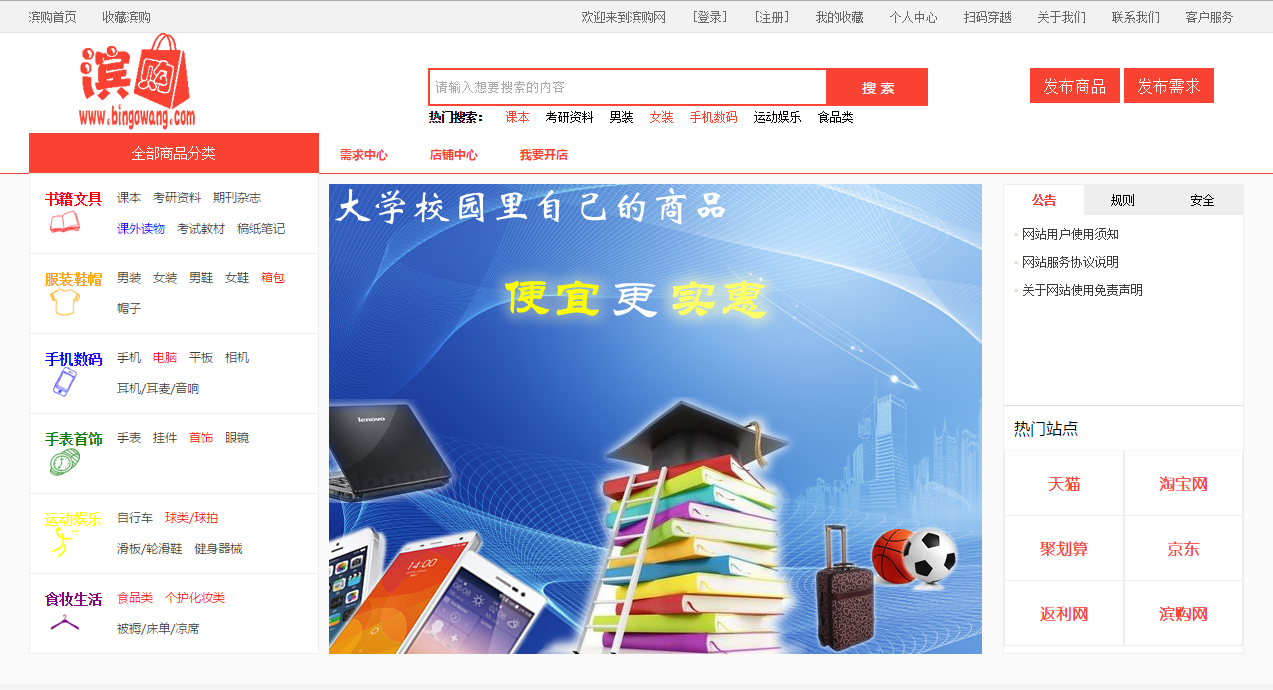 滨购首页 收藏滨购 欢迎来到滨购网 [登录] [注册] 我的收藏 个人中心 扫码穿越 关于我们 联系我们 客户服务
滨购
www.bingowang.com
请输入想要搜索的内容 搜 索
发布商品 发布需求
热门搜索: 课本 考研资料 男装 女装 手机数码 运动娱乐 食品类
全部商品分类 需求中心 店铺中心 我要开店
书籍文具 课本 考研资料 期刊杂志
课外读物 考试教材 稿纸笔记
服装鞋帽 男装 女装 男鞋 女鞋 箱包
帽子
手机数码 手机 电脑 平板 相机
耳机/耳麦/音响
手表首饰 手表 挂件 首饰 眼镜
运动娱乐 自行车 球类/球拍
滑板/轮滑鞋 健身器械
食妆生活 食品类 个护化妆类
被褥/床单/凉席
大学校园里自己的商品
便宜更实惠
lenovo
14:00
公告 规则 安全
网站用户使用须知
网站服务协议说明
关于网站使用免责声明
热门站点
天猫 淘宝网
聚划算 京东
返利网 滨购网